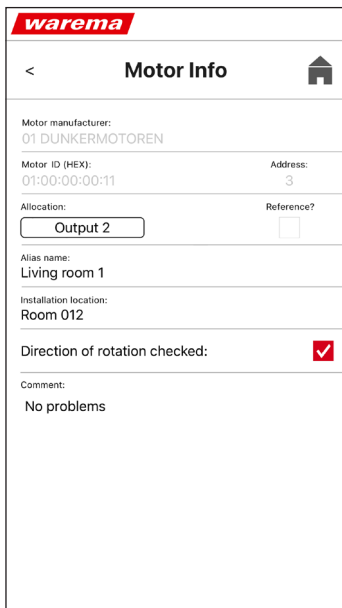 warema
< Motor Info
Motor manufacturer:
01 DUNKERMOTOREN
Motor ID (HEX): Address:
01:00:00:00:11 3
Allocation: Reference?
Output 2
Alias name:
Living room 1
Installation location:
Room 012
Direction of rotation checked:
Comment:
No problems